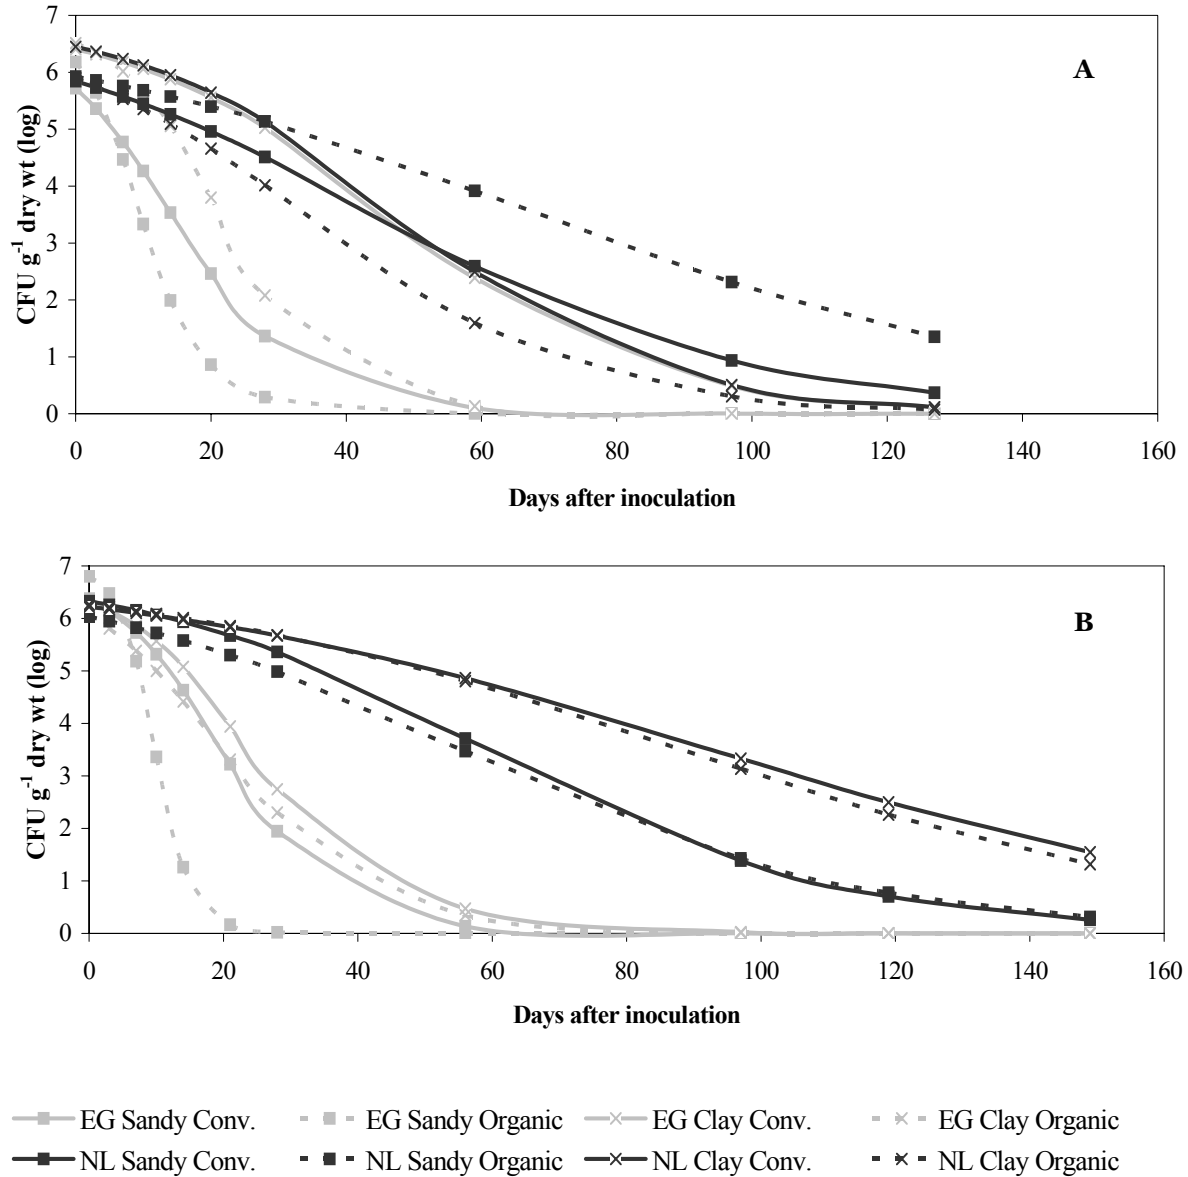 7
6
5
4
3
2
1
0
CFU g⁻¹ dry wt (log)
A
0 20 40 60 80 100 120 140 160
Days after inoculation
7
6
5
4
3
2
1
0
CFU g⁻¹ dry wt (log)
B
0 20 40 60 80 100 120 140 160
Days after inoculation
EG Sandy Conv. EG Sandy Organic EG Clay Conv. EG Clay Organic
NL Sandy Conv. NL Sandy Organic NL Clay Conv. NL Clay Organic